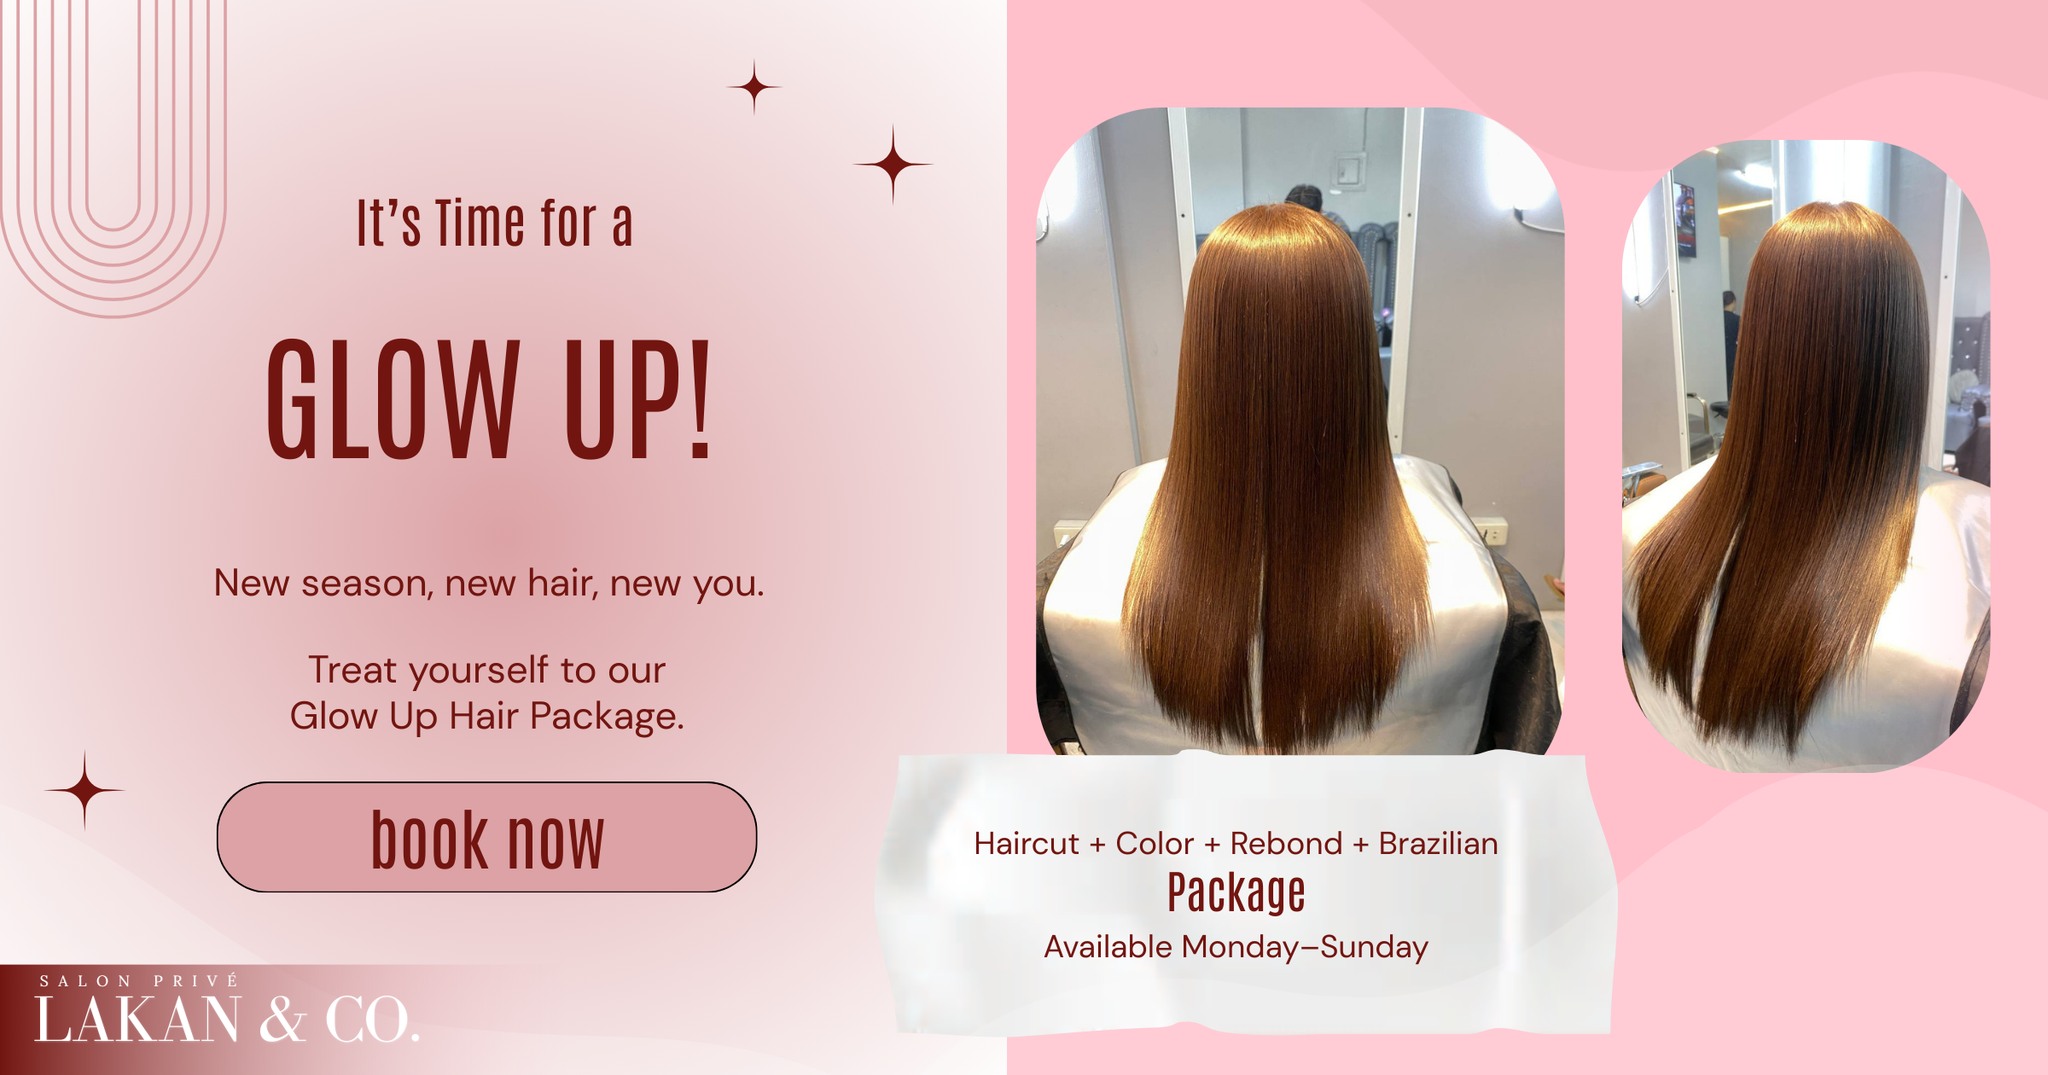 It’s Time for a
GLOW UP!
New season, new hair, new you.
Treat yourself to our
Glow Up Hair Package.
book now
SALON PRIVÉ
LAKAN & CO.
Haircut + Color + Rebond + Brazilian
Package
Available Monday–Sunday